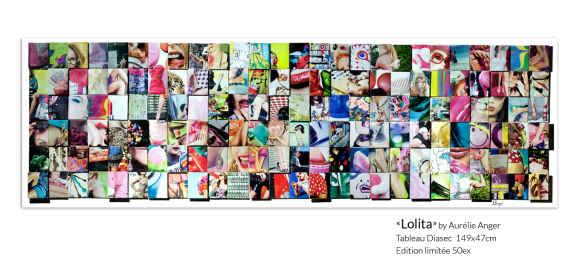 "Lolita" by Aurélie Anger
Tableau Diasec 149x47cm
Edition limitée 50ex